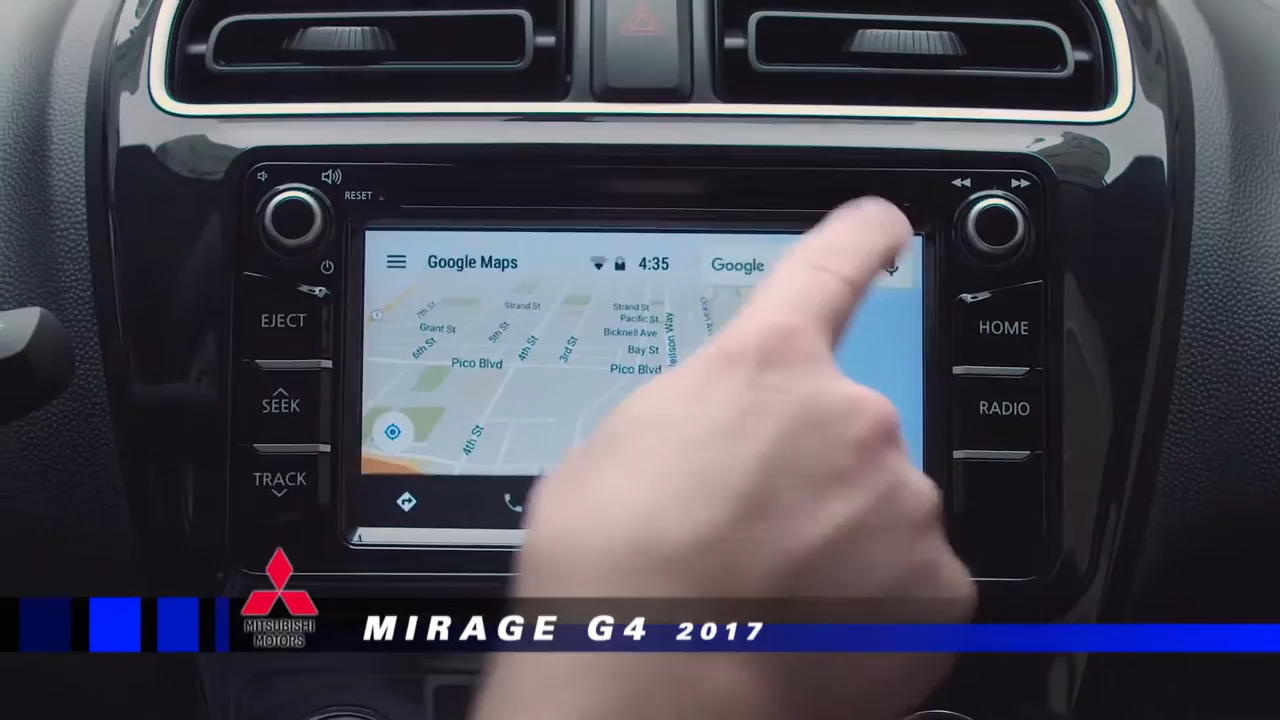 RESET
Google Maps
4:35
Google
EJECT
SEEK
TRACK
HOME
RADIO
7th St
Strand St
Strand St
Grant St
5th St
Pacific St
Bicknell Ave
6th St
4th St
3rd St
Bay St
Pico Blvd
Pico Blvd
4th St
MITSUBISHI
MOTORS
MIRAGE G4 2017